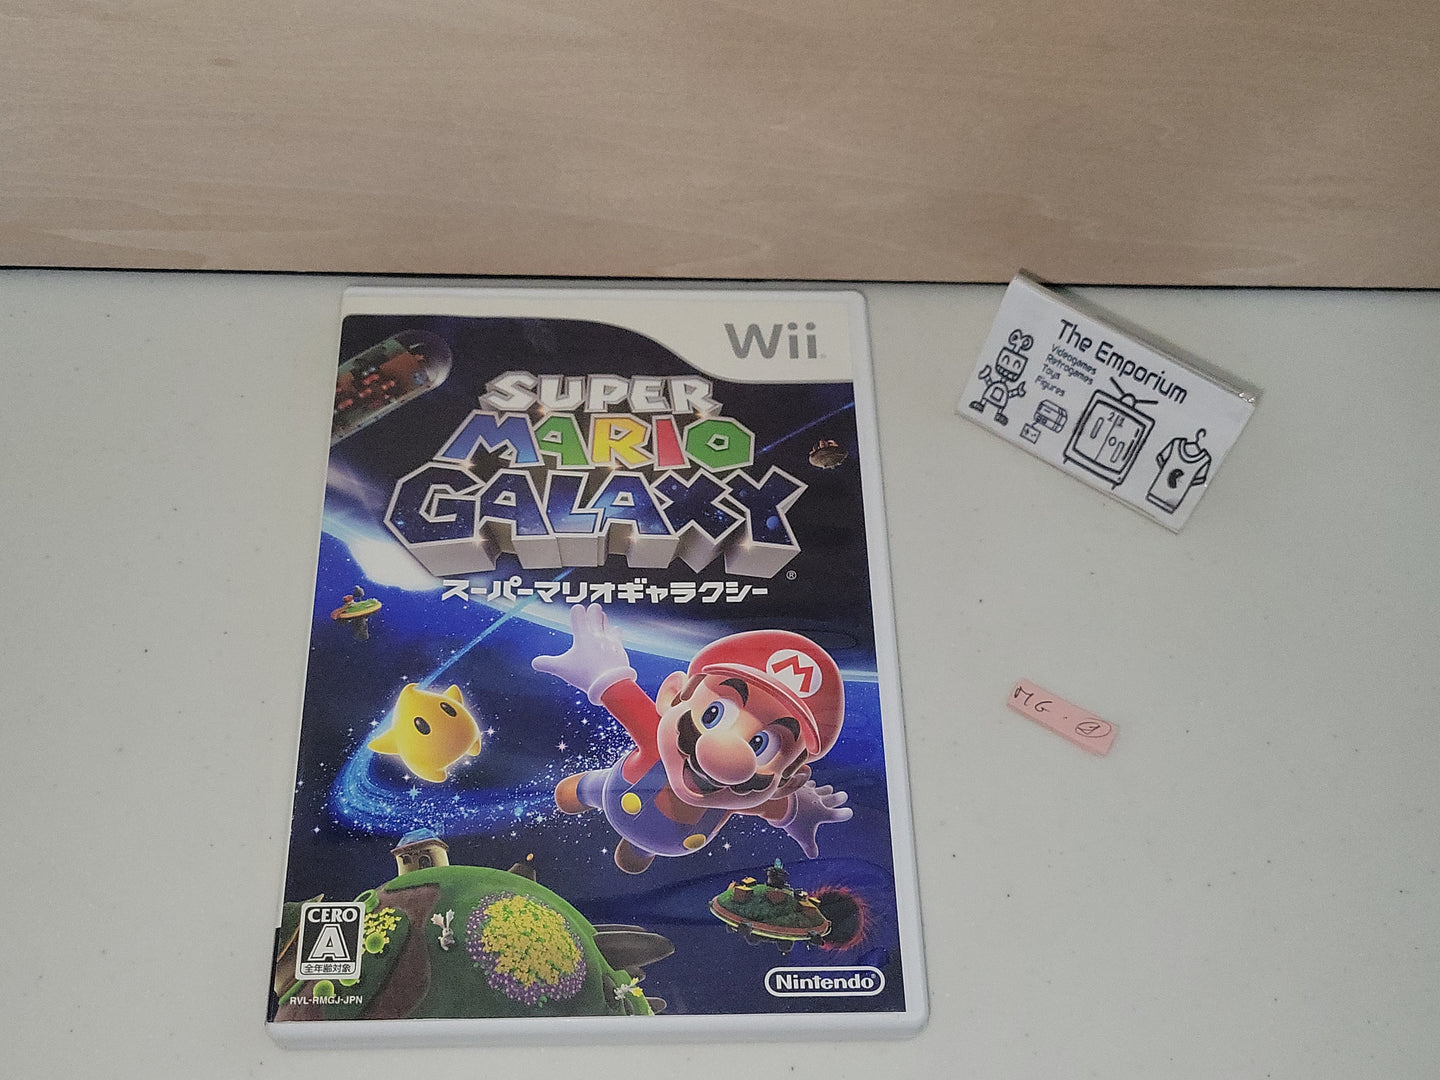 Wii
SUPER
MARIO
GALAXY
®
スーパーマリオギャラクシー
M
CERO
A
全年齢対象
RVL-RMGJ-JPN
Nintendo®
The Emporium
Videogames
Retrogames
Toys
Figures
MG. 9